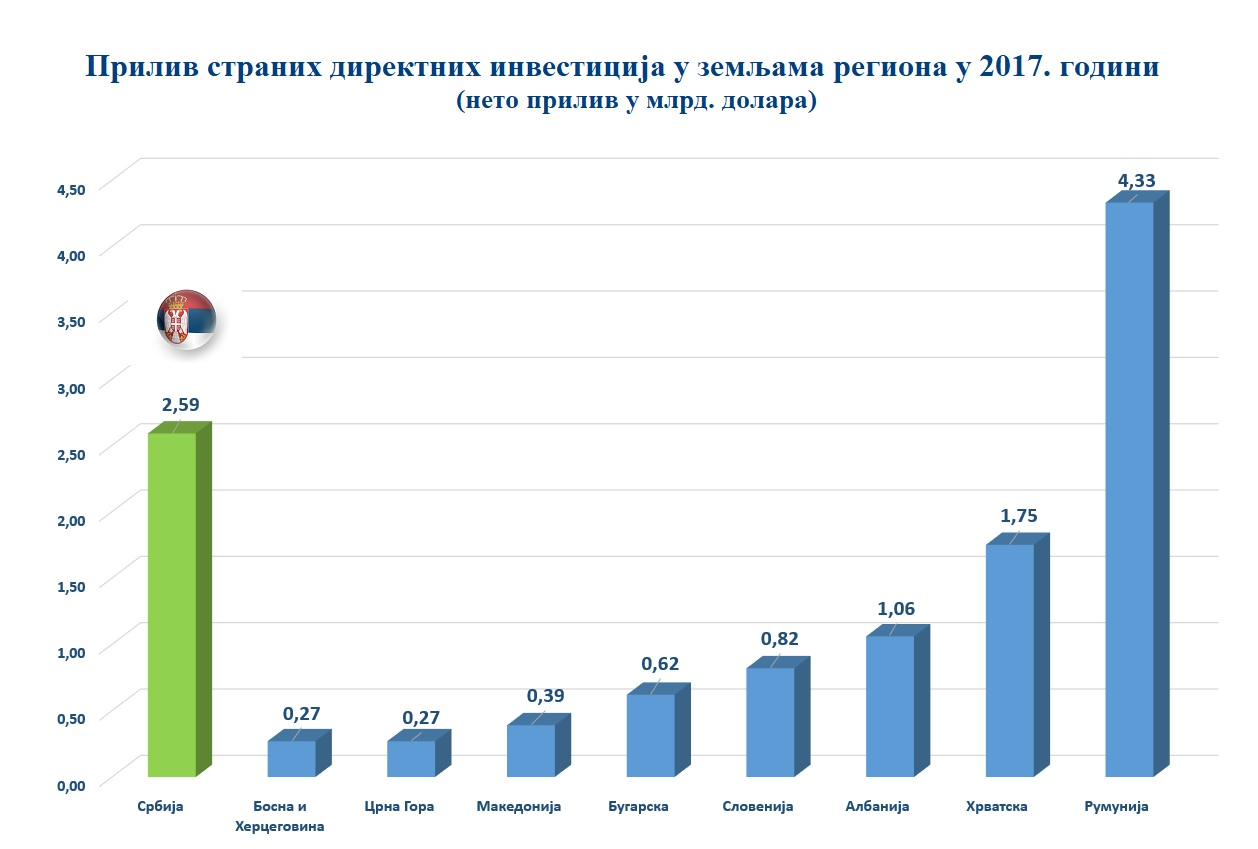 Прилив страних директних инвестиција у земљама региона у 2017. години
(нето прилив у млрд. долара)
4,50
4,00
3,50
3,00
2,50
2,00
1,50
1,00
0,50
0,00
2,59
0,27
0,27
0,39
0,62
0,82
1,06
1,75
4,33
Србија
Босна и
Херцеговина
Црна Гора
Македонија
Бугарска
Словенија
Албанија
Хрватска
Румунија